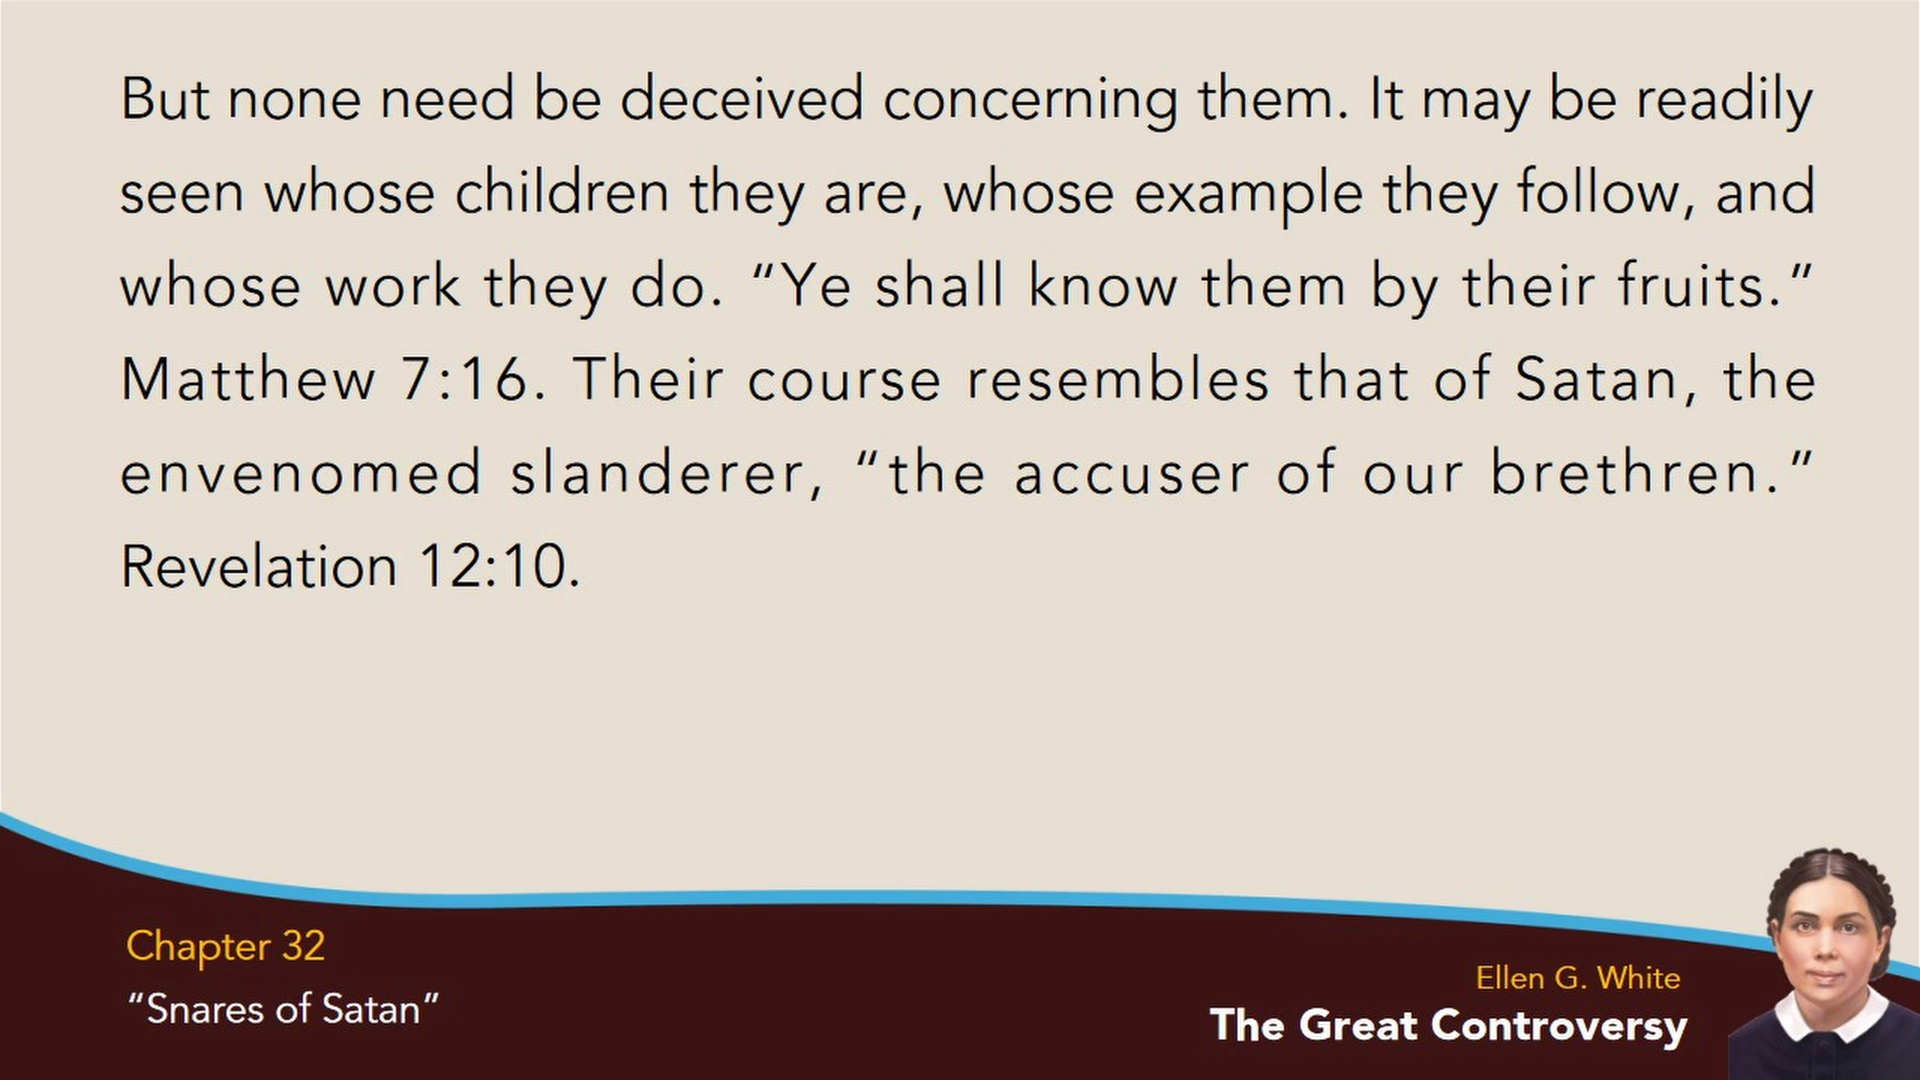 But none need be deceived concerning them. It may be readily
seen whose children they are, whose example they follow, and
whose work they do. “Ye shall know them by their fruits.”
Matthew 7:16. Their course resembles that of Satan, the
envenomed slanderer, “the accuser of our brethren.”
Revelation 12:10.
Chapter 32
“Snares of Satan”
Ellen G. White
The Great Controversy